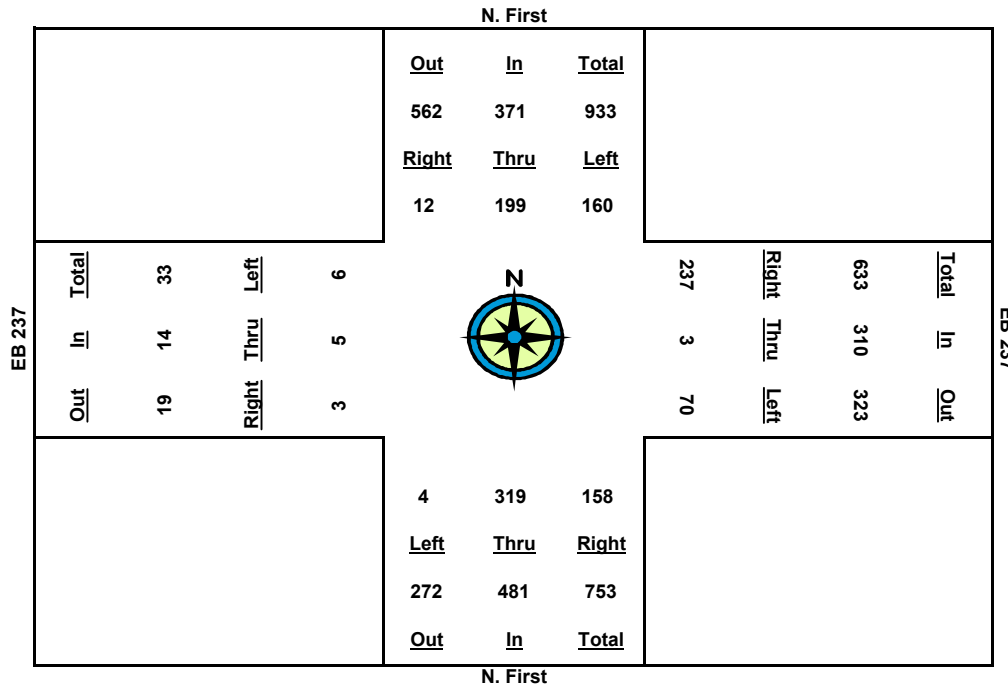 N. First
Out In Total
562 371 933
Right Thru Left
12 199 160
EB 237
Total 33 Left 6
In 14 Thru 5
Out 19 Right 3
N
237 Right 633 Total
3 Thru 310 In
70 Left 323 Out
EB 237
4 319 158
Left Thru Right
272 481 753
Out In Total
N. First